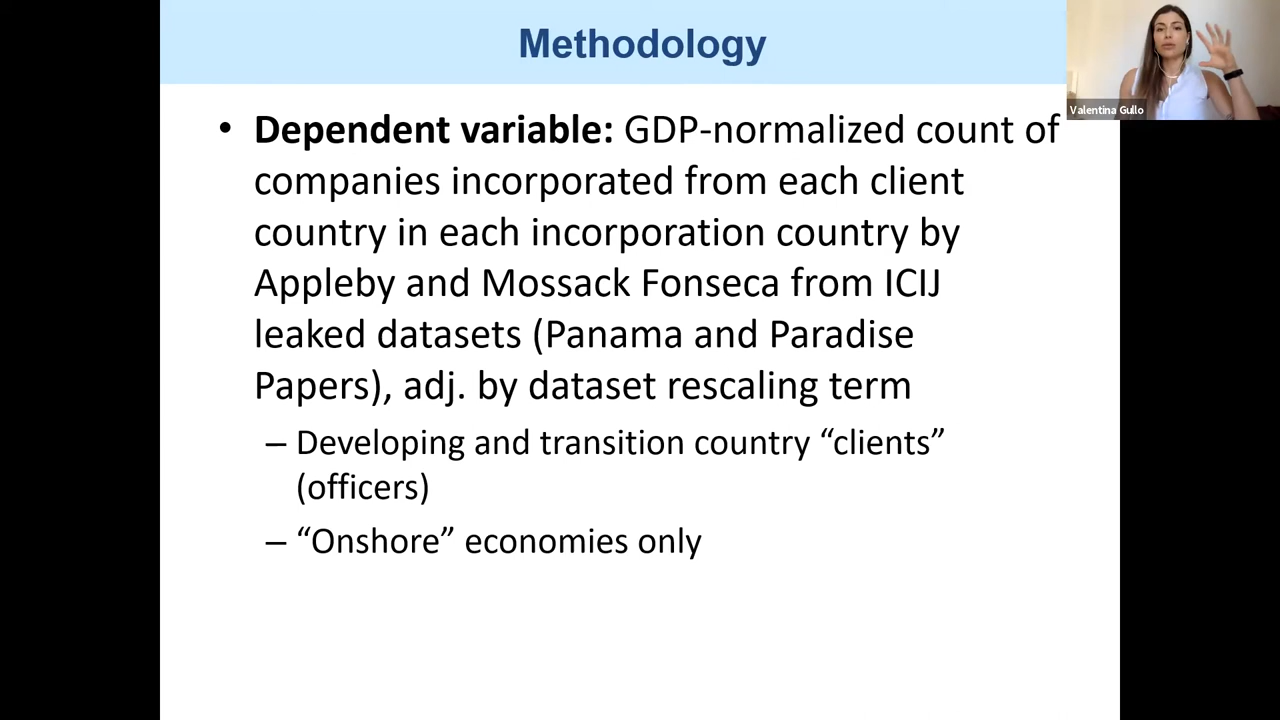 Methodology
Valentina Gullo
• Dependent variable: GDP-normalized count of
companies incorporated from each client
country in each incorporation country by
Appleby and Mossack Fonseca from ICIJ
leaked datasets (Panama and Paradise
Papers), adj. by dataset rescaling term
– Developing and transition country “clients”
(officers)
– “Onshore” economies only